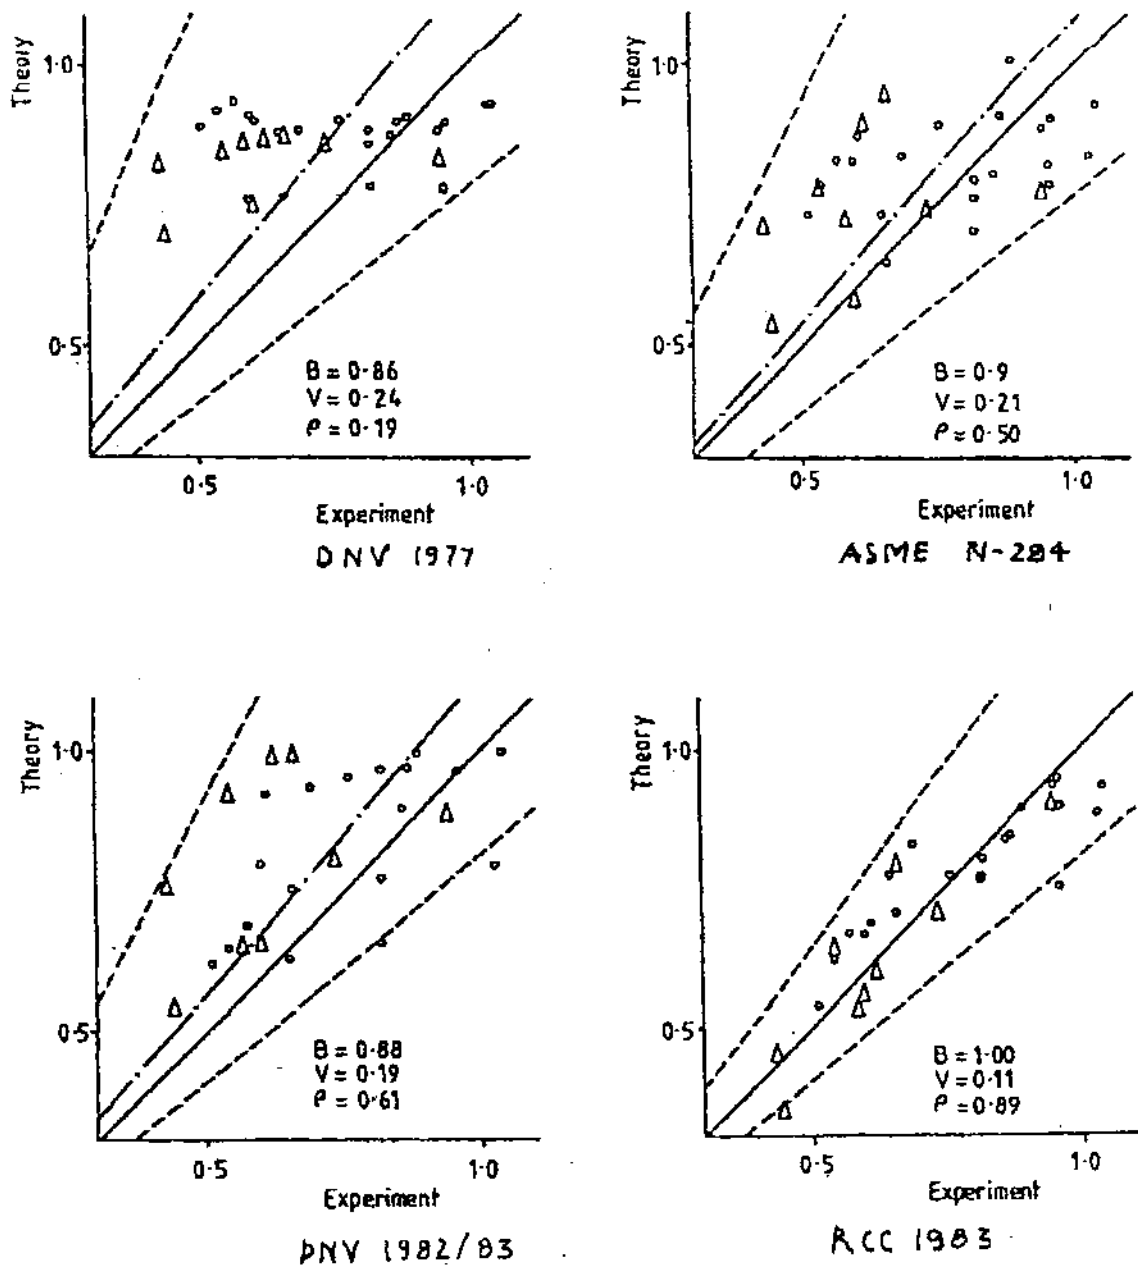 Theory
1.0
0.5
B = 0.86
V = 0.24
ρ = 0.19
0.5
1.0
Experiment
DNV 1977
Theory
1.0
0.5
B = 0.9
V = 0.21
ρ = 0.50
0.5
1.0
Experiment
ASME N-284
Theory
1.0
0.5
B = 0.88
V = 0.19
ρ = 0.61
0.5
1.0
Experiment
DNV 1982/83
Theory
1.0
0.5
B = 1.00
V = 0.11
ρ = 0.89
0.5
1.0
Experiment
RCC 1983